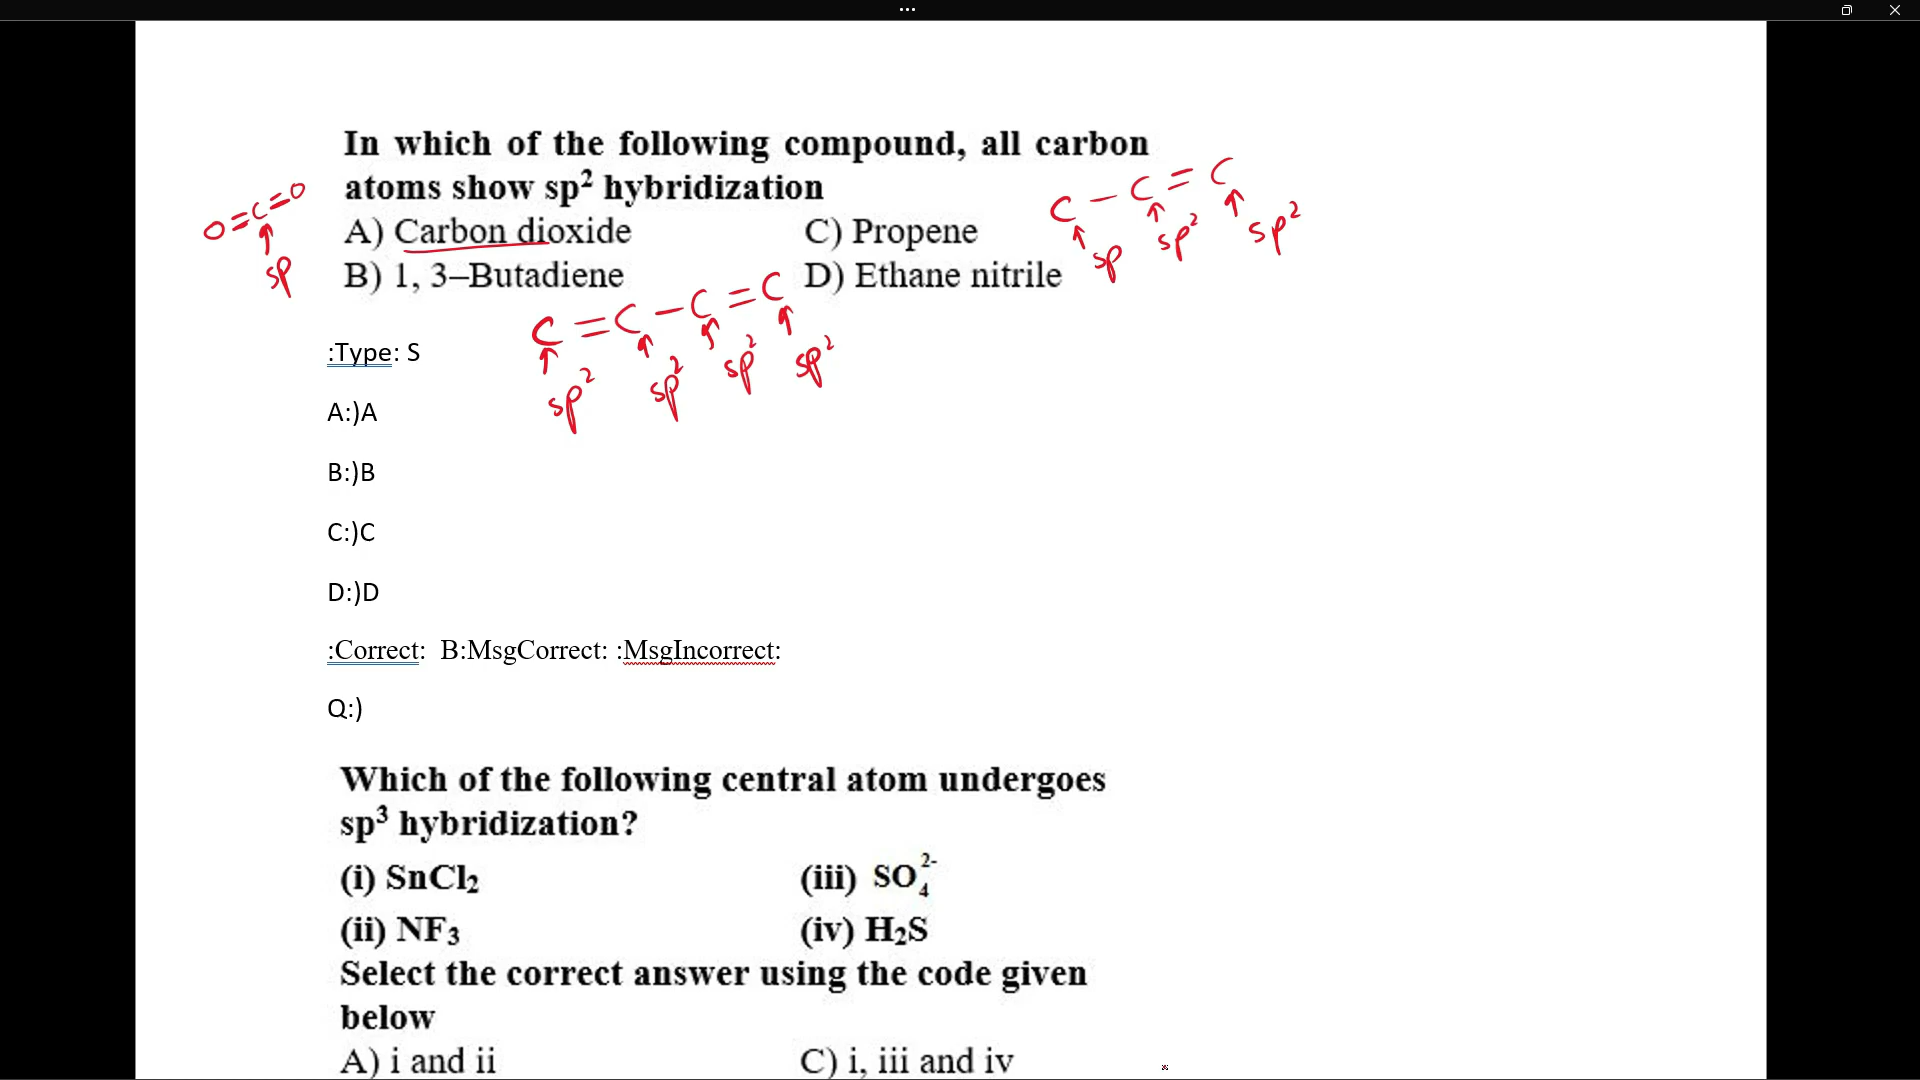 In which of the following compound, all carbon
atoms show sp² hybridization
A) Carbon dioxide C) Propene
B) 1, 3–Butadiene D) Ethane nitrile
O=C=O
sp
C-C=C
sp sp² sp²
C=C-C=C
sp² sp² sp² sp²
:Type: S
A:)A
B:)B
C:)C
D:)D
:Correct: B:MsgCorrect: :MsgIncorrect:
Q:)
Which of the following central atom undergoes
sp³ hybridization?
(i) SnCl₂ (iii) SO₄²⁻
(ii) NF₃ (iv) H₂S
Select the correct answer using the code given
below
A) i and ii C) i, iii and iv